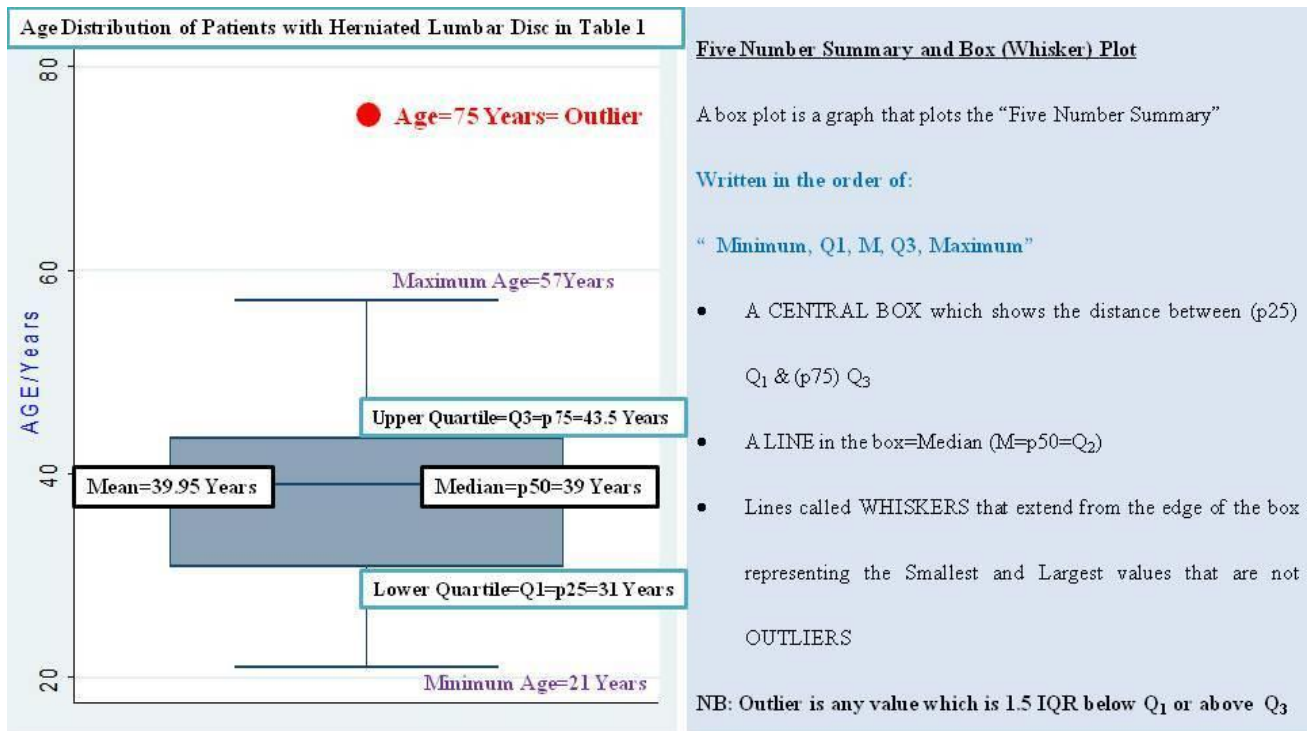 Age Distribution of Patients with Herniated Lumbar Disc in Table 1
80
60
40
20
AGE/Years
Age=75 Years= Outlier
Maximum Age=57Years
Upper Quartile=Q3=p75=43.5 Years
Mean=39.95 Years
Median=p50=39 Years
Lower Quartile=Q1=p25=31 Years
Minimum Age=21 Years
Five Number Summary and Box (Whisker) Plot
A box plot is a graph that plots the “Five Number Summary”
Written in the order of:
“ Minimum, Q1, M, Q3, Maximum”
• A CENTRAL BOX which shows the distance between (p25)
Q₁ & (p75) Q₃
• A LINE in the box=Median (M=p50=Q₂)
• Lines called WHISKERS that extend from the edge of the box
representing the Smallest and Largest values that are not
OUTLIERS
NB: Outlier is any value which is 1.5 IQR below Q₁ or above Q₃